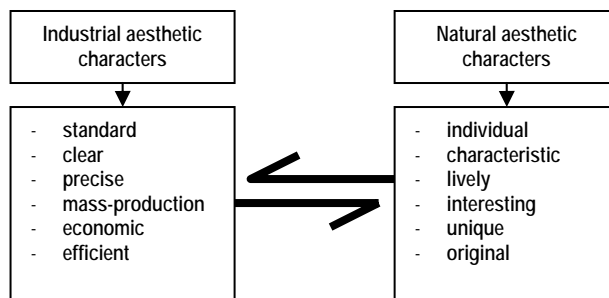 Industrial aesthetic
characters
- standard
- clear
- precise
- mass-production
- economic
- efficient
Natural aesthetic
characters
- individual
- characteristic
- lively
- interesting
- unique
- original